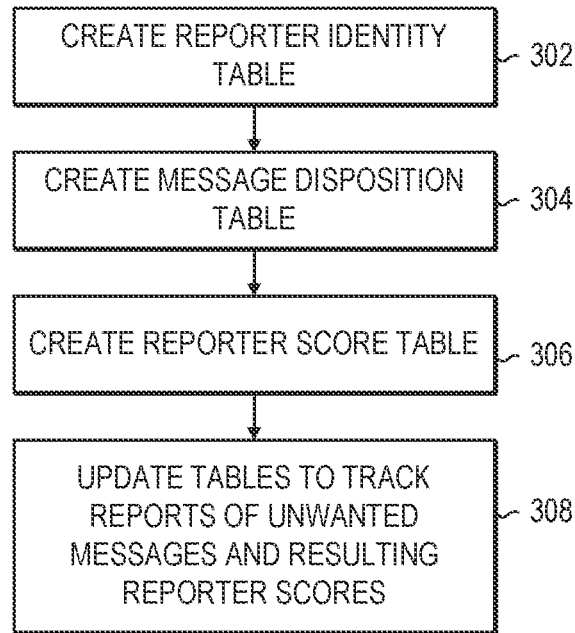 CREATE REPORTER IDENTITY
TABLE
302
CREATE MESSAGE DISPOSITION
TABLE
304
CREATE REPORTER SCORE TABLE
306
UPDATE TABLES TO TRACK
REPORTS OF UNWANTED
MESSAGES AND RESULTING
REPORTER SCORES
308